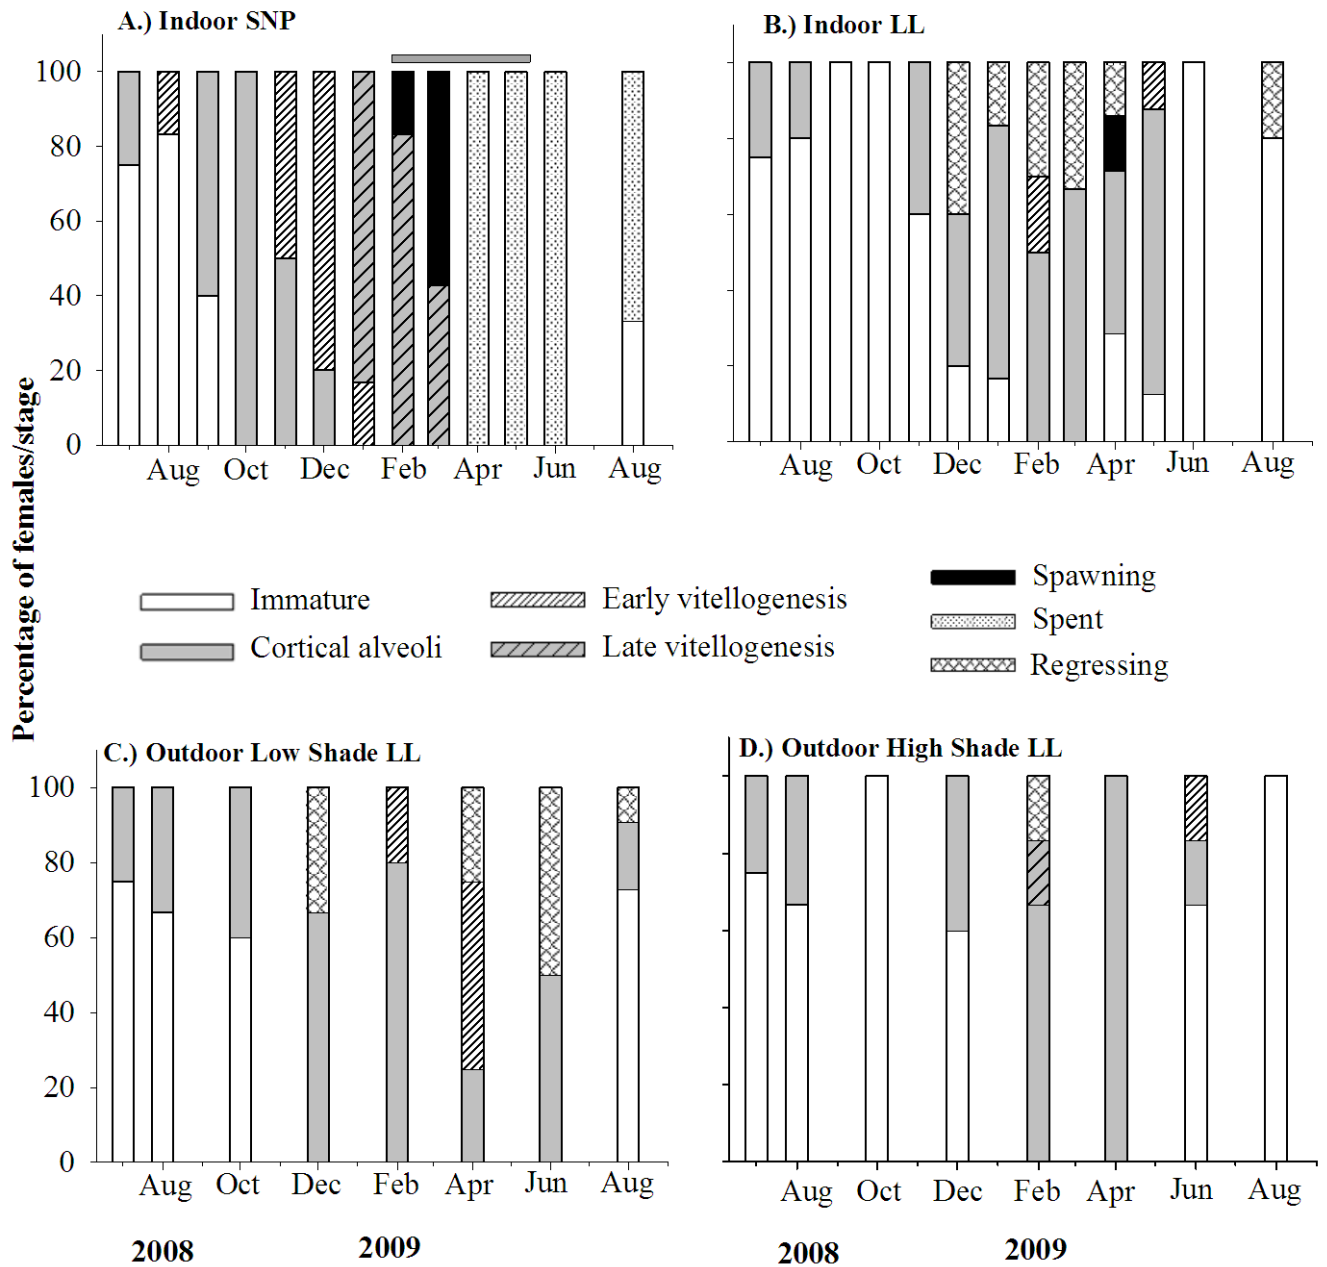 A.) Indoor SNP
B.) Indoor LL
100
80
60
40
20
0
Aug Oct Dec Feb Apr Jun Aug
Aug Oct Dec Feb Apr Jun Aug
Percentage of females/stage
Immature
Cortical alveoli
Early vitellogenesis
Late vitellogenesis
Spawning
Spent
Regressing
C.) Outdoor Low Shade LL
D.) Outdoor High Shade LL
100
80
60
40
20
0
Aug Oct Dec Feb Apr Jun Aug
Aug Oct Dec Feb Apr Jun Aug
2008 2009
2008 2009